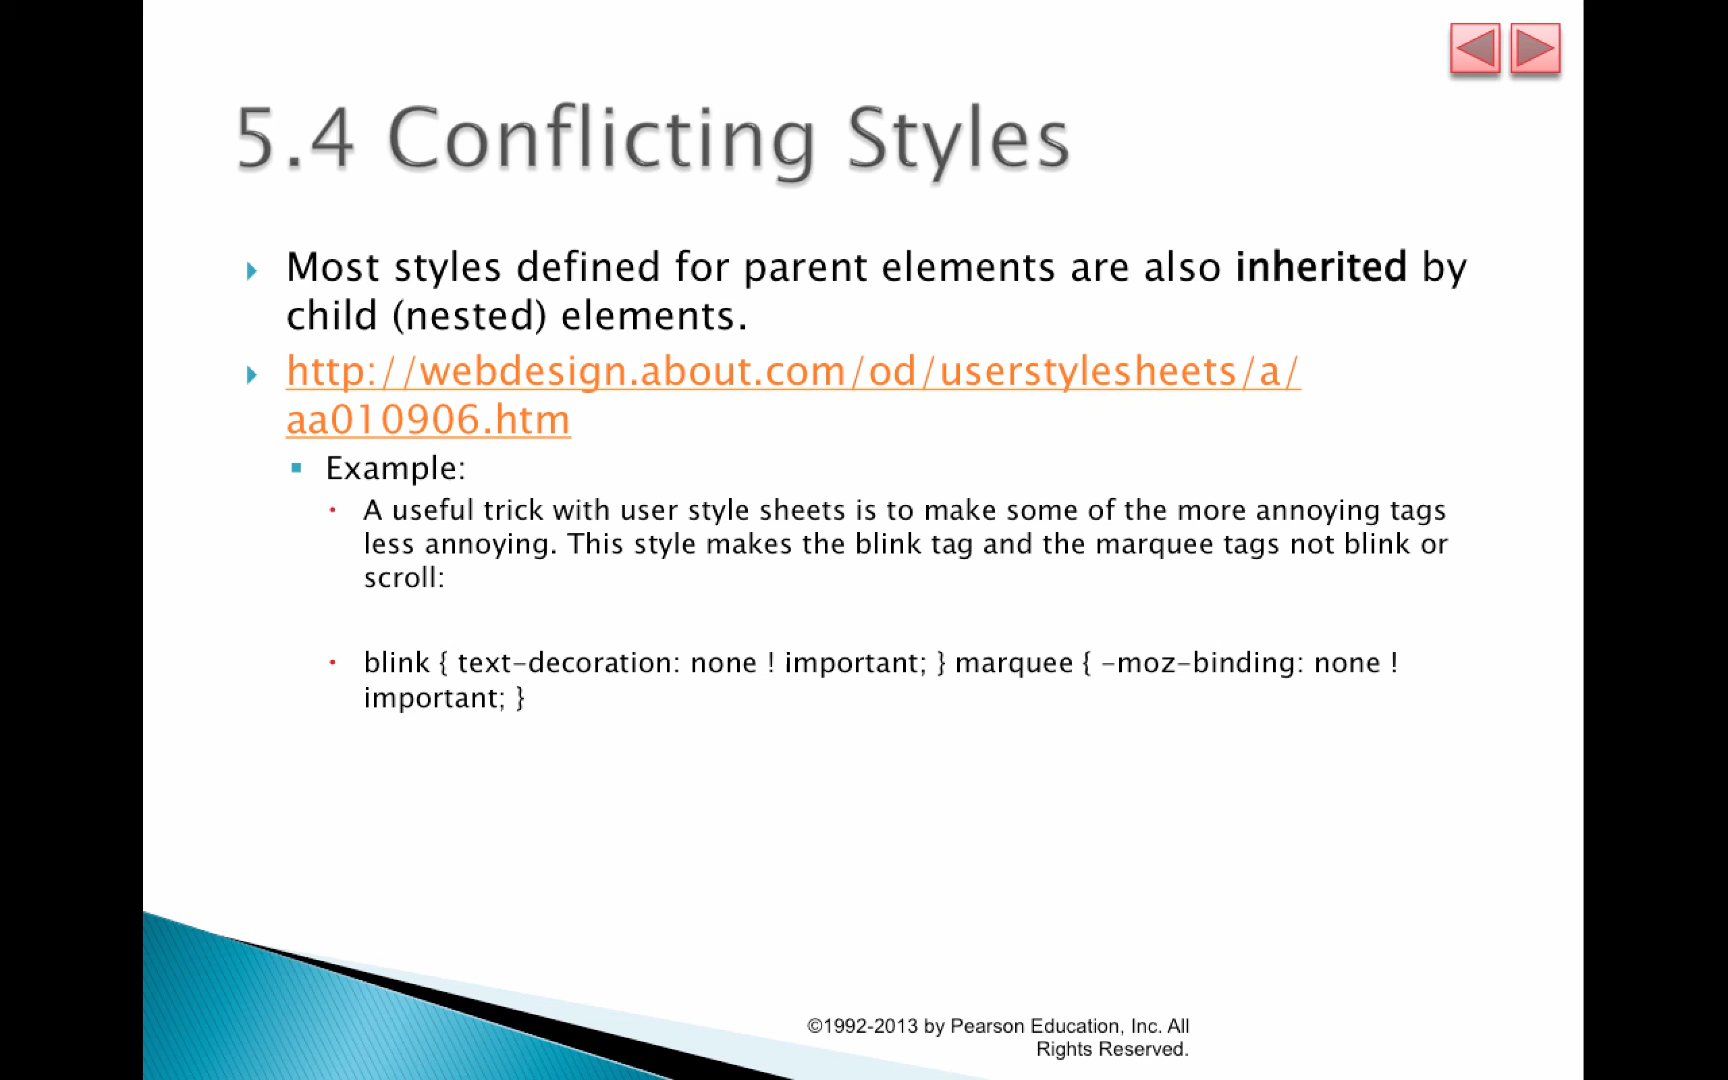 5.4 Conflicting Styles
Most styles defined for parent elements are also inherited by
child (nested) elements.
http://webdesign.about.com/od/userstylesheets/a/
aa010906.htm
Example:
A useful trick with user style sheets is to make some of the more annoying tags
less annoying. This style makes the blink tag and the marquee tags not blink or
scroll:
blink { text-decoration: none ! important; } marquee { -moz-binding: none !
important; }
©1992-2013 by Pearson Education, Inc. All
Rights Reserved.